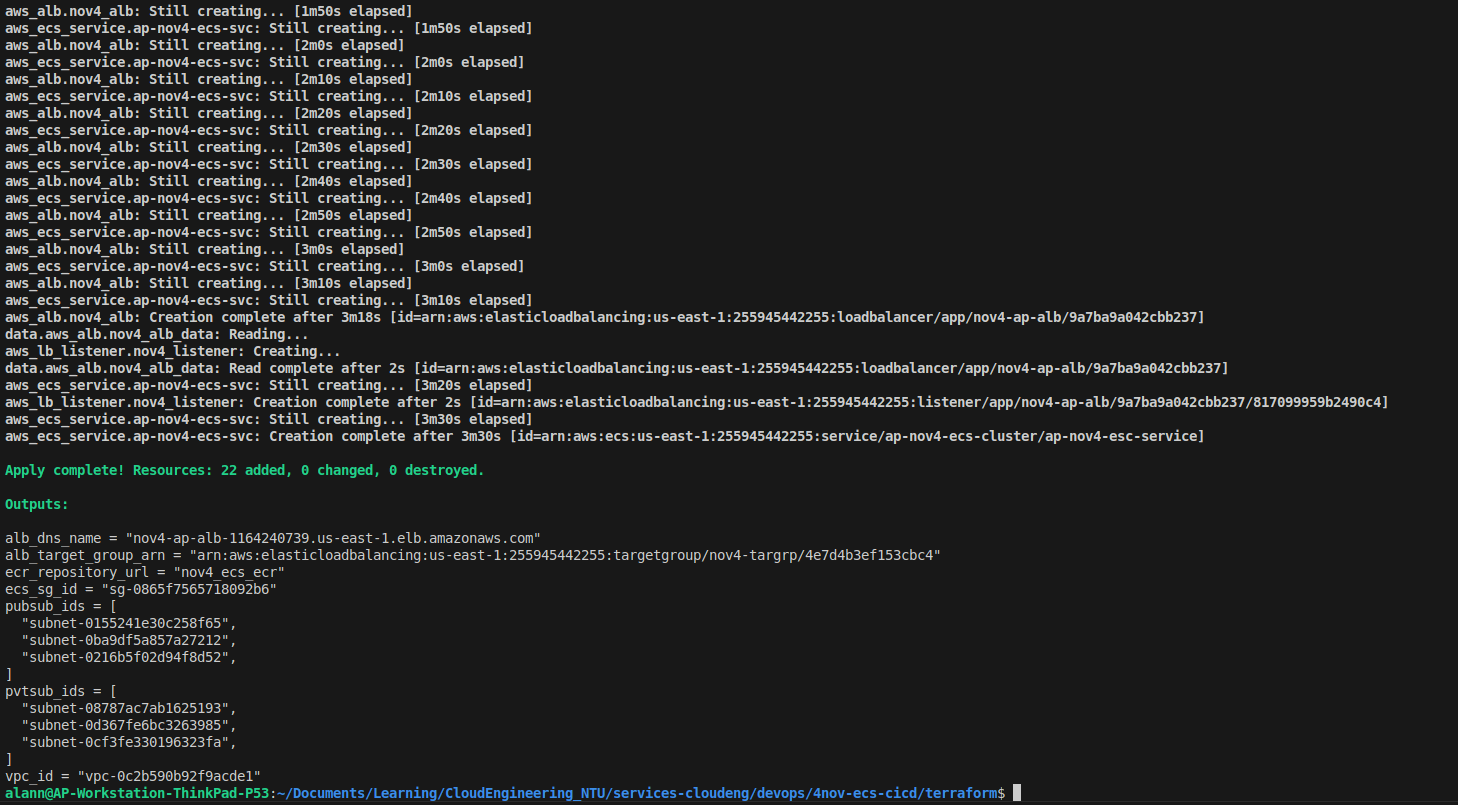 aws_alb.nov4_alb: Still creating... [1m50s elapsed]
aws_ecs_service.ap-nov4-ecs-svc: Still creating... [1m50s elapsed]
aws_alb.nov4_alb: Still creating... [2m0s elapsed]
aws_ecs_service.ap-nov4-ecs-svc: Still creating... [2m0s elapsed]
aws_alb.nov4_alb: Still creating... [2m10s elapsed]
aws_ecs_service.ap-nov4-ecs-svc: Still creating... [2m10s elapsed]
aws_alb.nov4_alb: Still creating... [2m20s elapsed]
aws_ecs_service.ap-nov4-ecs-svc: Still creating... [2m20s elapsed]
aws_alb.nov4_alb: Still creating... [2m30s elapsed]
aws_ecs_service.ap-nov4-ecs-svc: Still creating... [2m30s elapsed]
aws_alb.nov4_alb: Still creating... [2m40s elapsed]
aws_ecs_service.ap-nov4-ecs-svc: Still creating... [2m40s elapsed]
aws_alb.nov4_alb: Still creating... [2m50s elapsed]
aws_ecs_service.ap-nov4-ecs-svc: Still creating... [2m50s elapsed]
aws_alb.nov4_alb: Still creating... [3m0s elapsed]
aws_ecs_service.ap-nov4-ecs-svc: Still creating... [3m0s elapsed]
aws_alb.nov4_alb: Still creating... [3m10s elapsed]
aws_ecs_service.ap-nov4-ecs-svc: Still creating... [3m10s elapsed]
aws_alb.nov4_alb: Creation complete after 3m18s [id=arn:aws:elasticloadbalancing:us-east-1:255945442255:loadbalancer/app/nov4-ap-alb/9a7ba9a042cbb237]
data.aws_alb.nov4_alb_data: Reading...
aws_lb_listener.nov4_listener: Creating...
data.aws_alb.nov4_alb_data: Read complete after 2s [id=arn:aws:elasticloadbalancing:us-east-1:255945442255:loadbalancer/app/nov4-ap-alb/9a7ba9a042cbb237]
aws_ecs_service.ap-nov4-ecs-svc: Still creating... [3m20s elapsed]
aws_lb_listener.nov4_listener: Creation complete after 2s [id=arn:aws:elasticloadbalancing:us-east-1:255945442255:listener/app/nov4-ap-alb/9a7ba9a042cbb237/817099959b2490c4]
aws_ecs_service.ap-nov4-ecs-svc: Still creating... [3m30s elapsed]
aws_ecs_service.ap-nov4-ecs-svc: Creation complete after 3m30s [id=arn:aws:ecs:us-east-1:255945442255:service/ap-nov4-ecs-cluster/ap-nov4-esc-service]
Apply complete! Resources: 22 added, 0 changed, 0 destroyed.
Outputs:
alb_dns_name = "nov4-ap-alb-1164240739.us-east-1.elb.amazonaws.com"
alb_target_group_arn = "arn:aws:elasticloadbalancing:us-east-1:255945442255:targetgroup/nov4-targrp/4e7d4b3ef153cbc4"
ecr_repository_url = "nov4_ecs_ecr"
ecs_sg_id = "sg-0865f7565718092b6"
pubsub_ids = [
  "subnet-0155241e30c258f65",
  "subnet-0ba9df5a857a27212",
  "subnet-0216b5f02d94f8d52",
]
pvtsub_ids = [
  "subnet-08787ac7ab1625193",
  "subnet-0d367fe6bc3263985",
  "subnet-0cf3fe330196323fa",
]
vpc_id = "vpc-0c2b590b92f9acde1"
alann@AP-Workstation-ThinkPad-P53:~/Documents/Learning/CloudEngineering_NTU/services-cloudeng/devops/4nov-ecs-cicd/terraform$